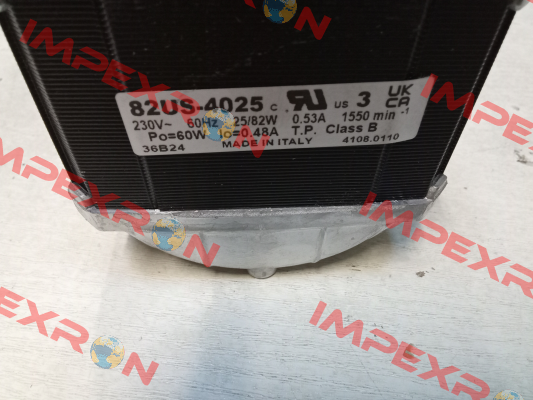 82US-4025 C RU US 3 UK CA
230V~ 60Hz 25/82W 0.53A 1550 min -1
Po=60W Io=0.48A T.P. Class B
36B24 MADE IN ITALY 4108.0110
IMPEXRON
IMPEXRON
IMPEXRON
IMPEXRON
IMPEXRON